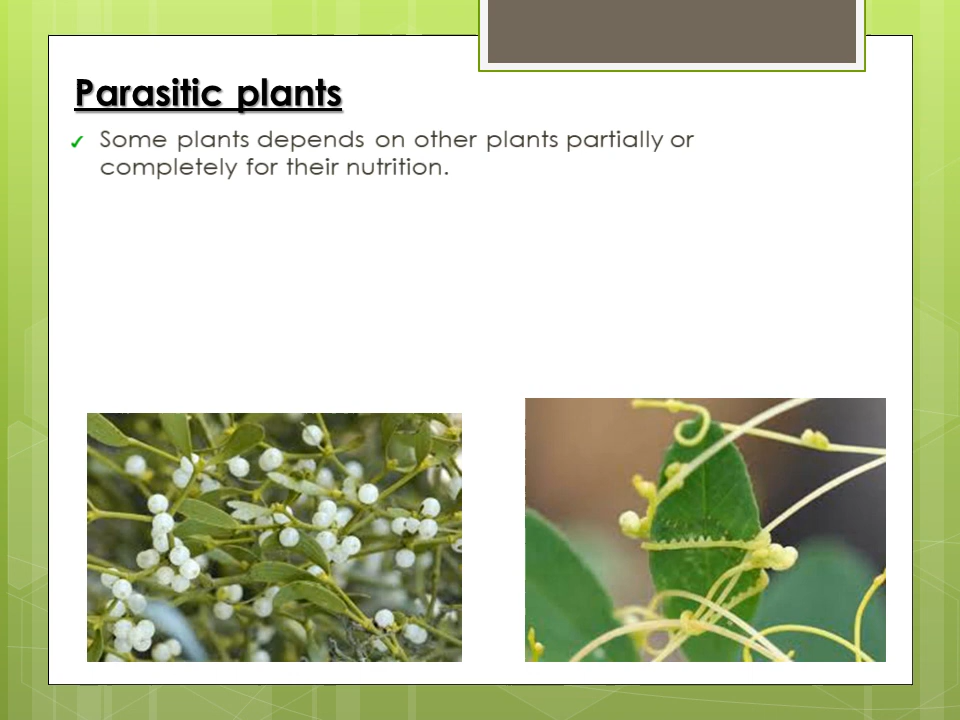 Parasitic plants
✓ Some plants depends on other plants partially or
completely for their nutrition.